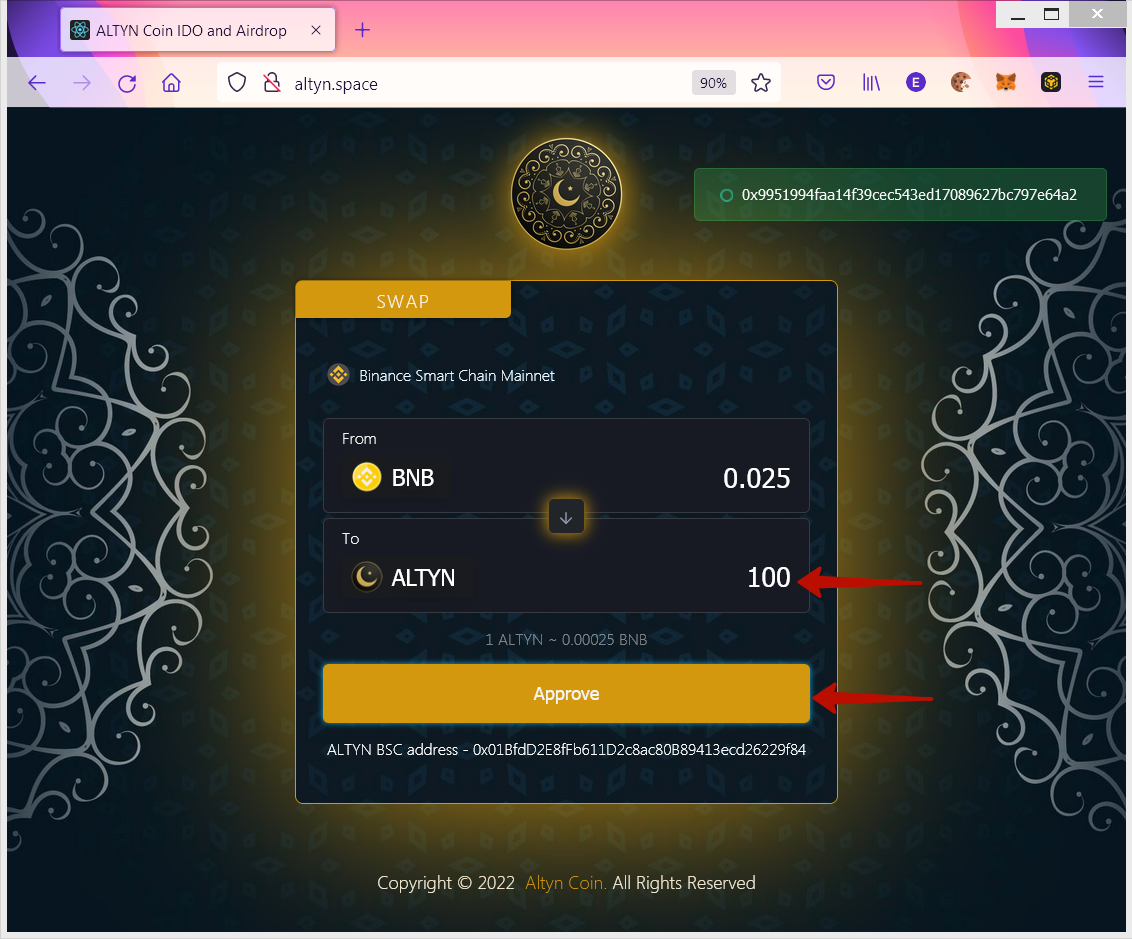 ALTYN Coin IDO and Airdrop
altyn.space
90%
E
0x9951994faa14f39cec543ed17089627bc797e64a2
SWAP
Binance Smart Chain Mainnet
From
BNB 0.025
To
ALTYN 100
1 ALTYN ~ 0.00025 BNB
Approve
ALTYN BSC address - 0x01BfdD2E8fFb611D2c8ac80B89413ecd26229f84
Copyright © 2022 Altyn Coin. All Rights Reserved